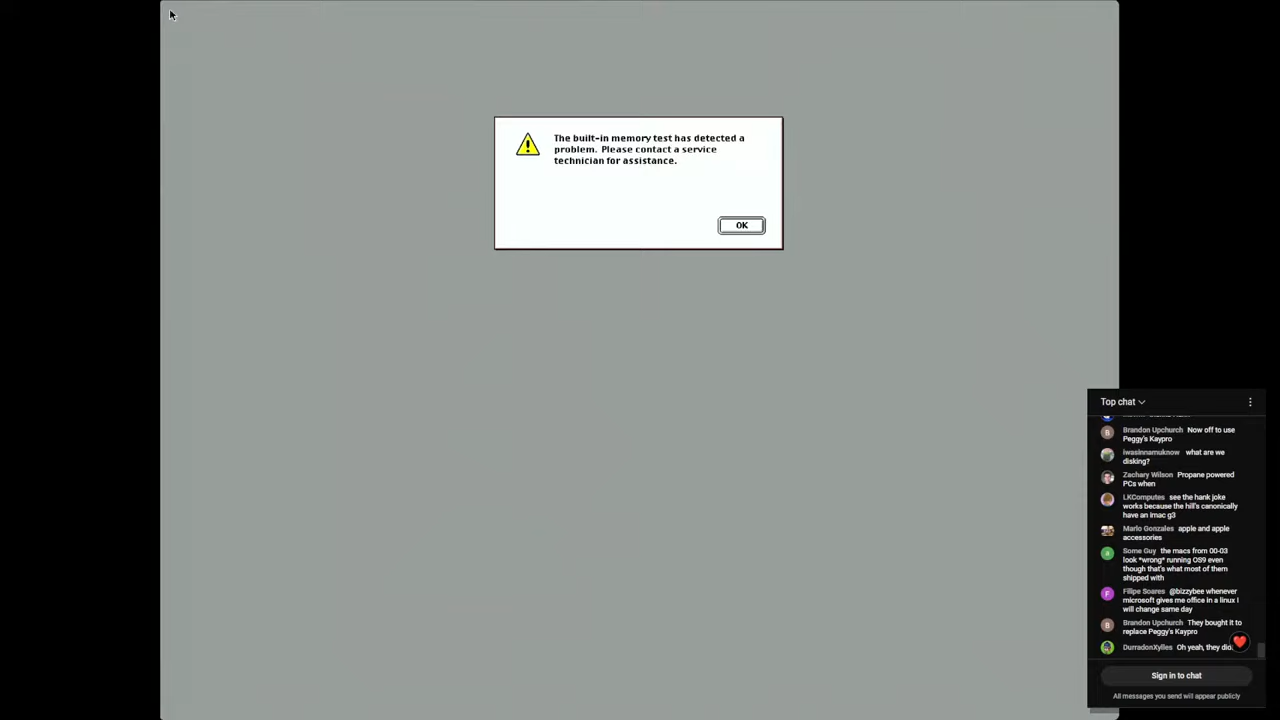 The built-in memory test has detected a
problem. Please contact a service
technician for assistance.
OK
Top chat
Brandon Upchurch Now off to use
Peggy's Kaypro
iwasinnamuknow what are we
disking?
Zachary Wilson Propane powered
PCs when
LKComputes see the hank joke
works because the hill's canonically
have an imac g3
Marlo Gonzales apple and apple
accessories
Some Guy the macs from 00-03
look *wrong* running OS9 even
though that's what most of them
shipped with
Filipe Soares @bizzybee whenever
microsoft gives me office in a linux I
will change same day
Brandon Upchurch They bought it to
replace Peggy's Kaypro
DurradonXylles Oh yeah, they did
Sign in to chat
All messages you send will appear publicly